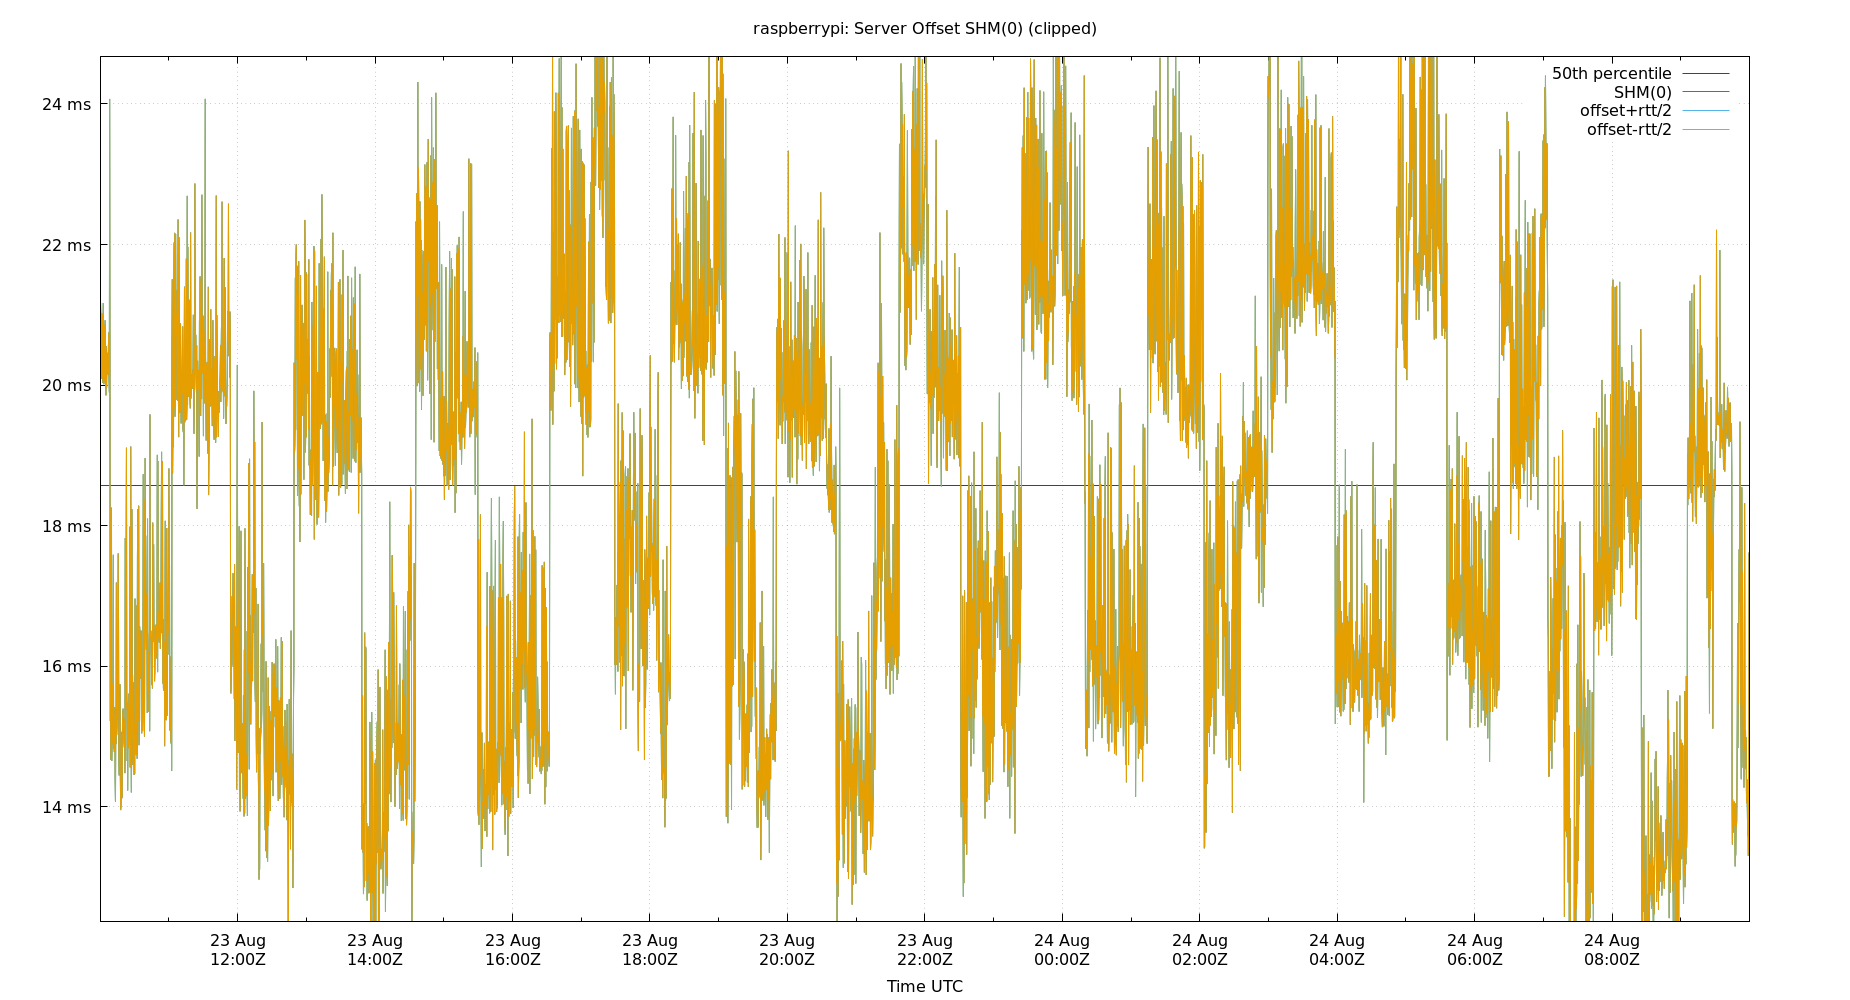 raspberrypi: Server Offset SHM(0) (clipped)
50th percentile
SHM(0)
offset+rtt/2
offset-rtt/2
24 ms
22 ms
20 ms
18 ms
16 ms
14 ms
23 Aug 23 Aug 23 Aug 23 Aug 23 Aug 23 Aug 24 Aug 24 Aug 24 Aug 24 Aug 24 Aug
12:00Z 14:00Z 16:00Z 18:00Z 20:00Z 22:00Z 00:00Z 02:00Z 04:00Z 06:00Z 08:00Z
Time UTC